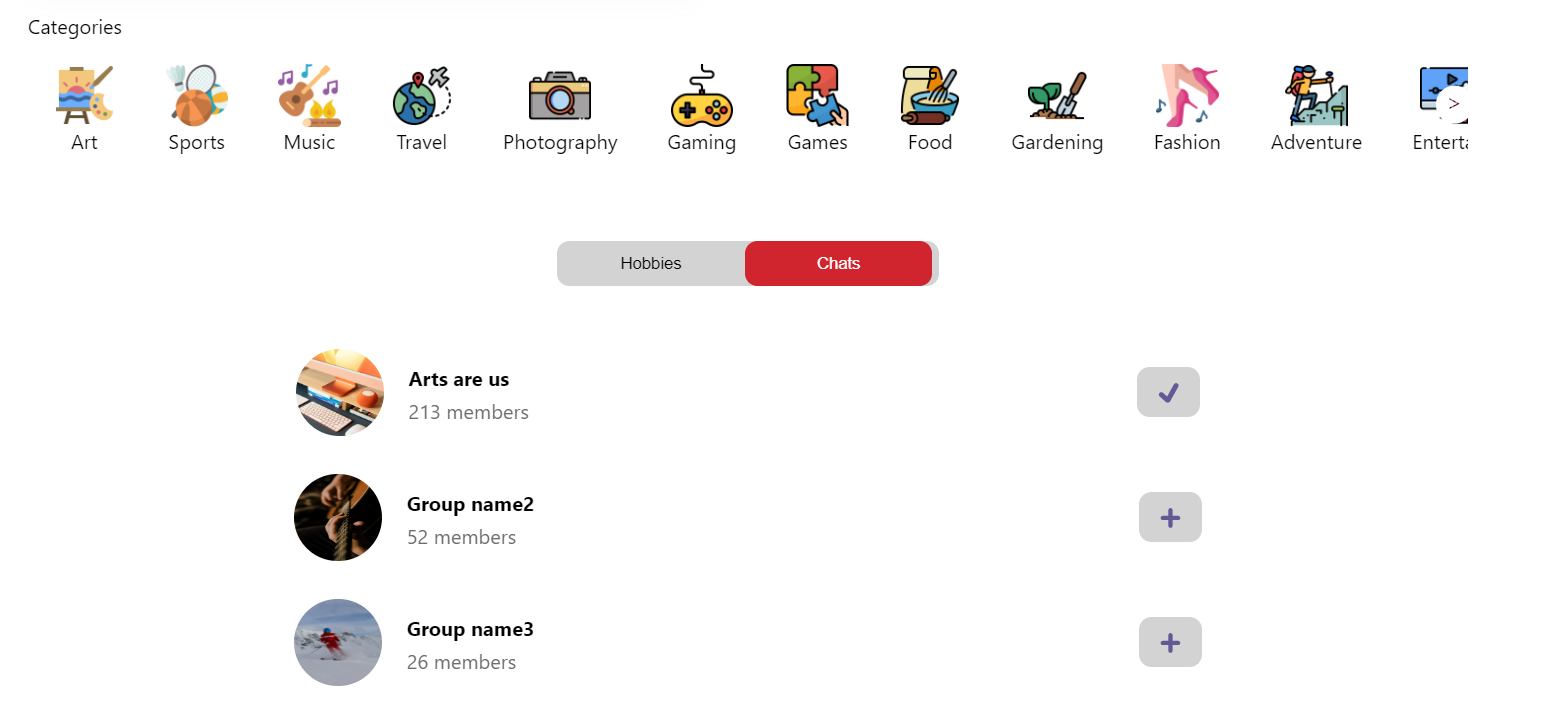 Categories
Art Sports Music Travel Photography Gaming Games Food Gardening Fashion Adventure Enterta
>
Hobbies Chats
Arts are us
213 members
Group name2
52 members
Group name3
26 members